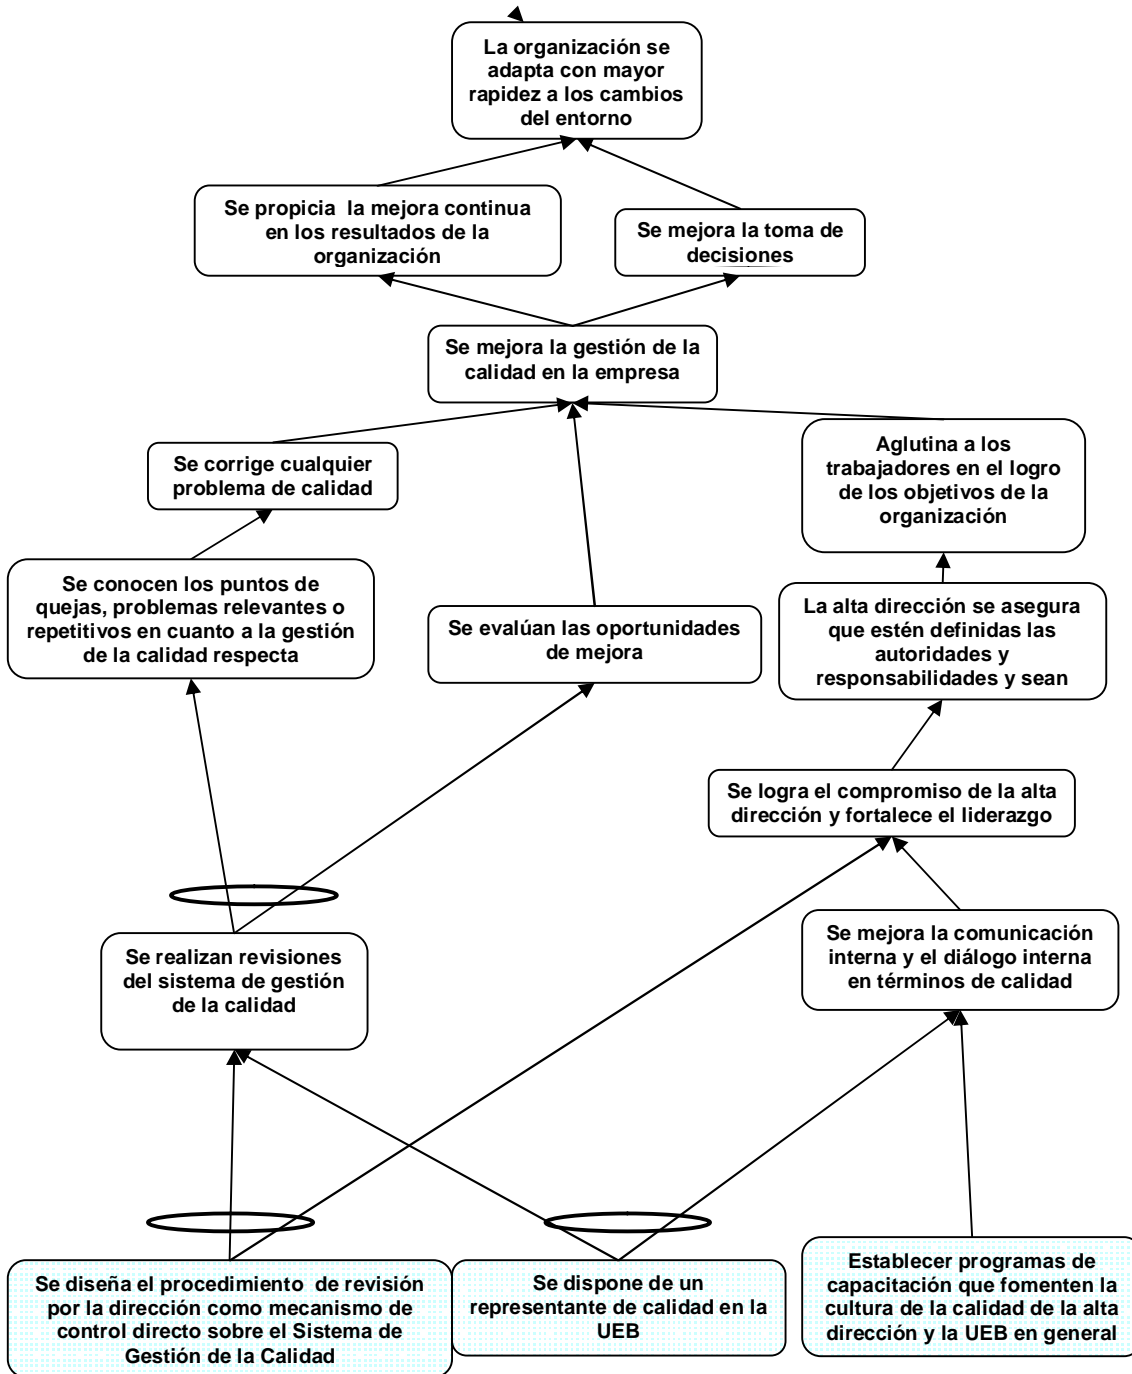 La organización se
adapta con mayor
rapidez a los cambios
del entorno
Se propicia la mejora continua
en los resultados de la
organización
Se mejora la toma de
decisiones
Se mejora la gestión de la
calidad en la empresa
Se corrige cualquier
problema de calidad
Aglutina a los
trabajadores en el logro
de los objetivos de la
organización
Se conocen los puntos de
quejas, problemas relevantes o
repetitivos en cuanto a la gestión
de la calidad respecta
Se evalúan las oportunidades
de mejora
La alta dirección se asegura
que estén definidas las
autoridades y
responsabilidades y sean
Se logra el compromiso de la alta
dirección y fortalece el liderazgo
Se realizan revisiones
del sistema de gestión
de la calidad
Se mejora la comunicación
interna y el diálogo interna
en términos de calidad
Se diseña el procedimiento de revisión
por la dirección como mecanismo de
control directo sobre el Sistema de
Gestión de la Calidad
Se dispone de un
representante de calidad en la
UEB
Establecer programas de
capacitación que fomenten la
cultura de la calidad de la alta
dirección y la UEB en general